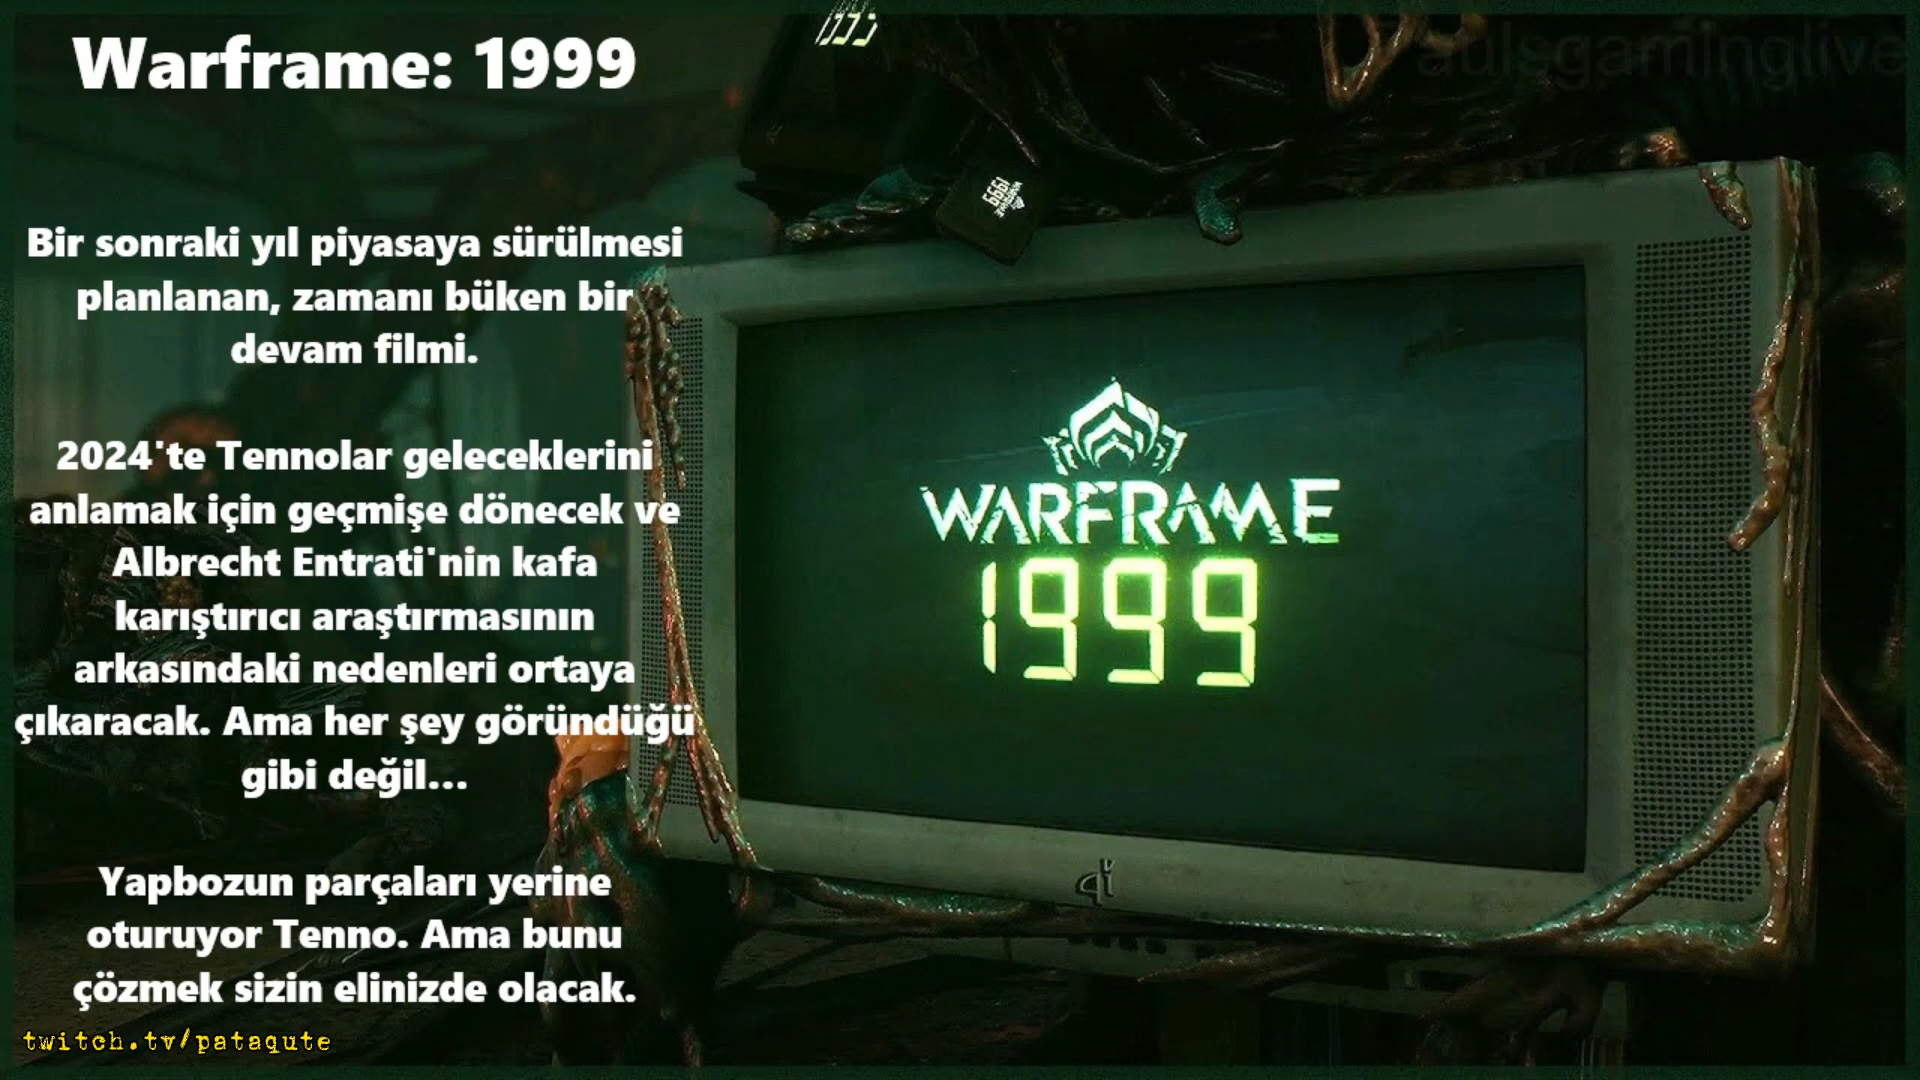 Warframe: 1999
Bir sonraki yıl piyasaya sürülmesi
planlanan, zamanı büken bir
devam filmi.
2024'te Tennolar geleceklerini
anlamak için geçmişe dönecek ve
Albrecht Entrati'nin kafa
karıştırıcı araştırmasının
arkasındaki nedenleri ortaya
çıkaracak. Ama her şey göründüğü
gibi değil...
Yapbozun parçaları yerine
oturuyor Tenno. Ama bunu
çözmek sizin elinizde olacak.
twitch.tv/pataqute
aulsgaminglive
1999
WARFRAME
1999